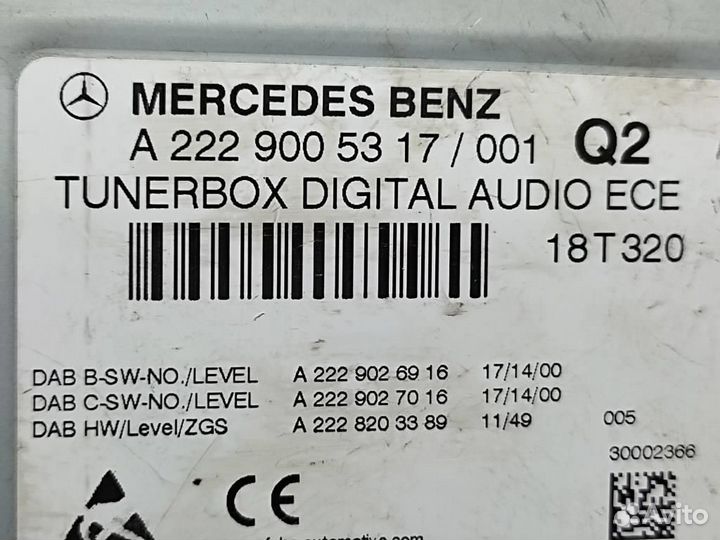 MERCEDES BENZ
A 222 900 53 17 / 001 Q2
TUNERBOX DIGITAL AUDIO ECE
18T320
DAB B-SW-NO./LEVEL A 222 902 69 16 17/14/00
DAB C-SW-NO./LEVEL A 222 902 70 16 17/14/00
DAB HW/Level/ZGS A 222 820 33 89 11/49 005
30002366
CE
Avito